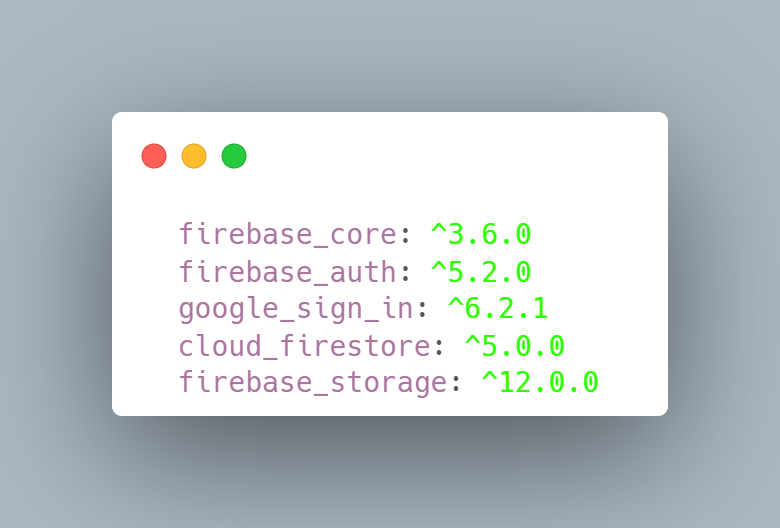 firebase_core: ^3.6.0
firebase_auth: ^5.2.0
google_sign_in: ^6.2.1
cloud_firestore: ^5.0.0
firebase_storage: ^12.0.0